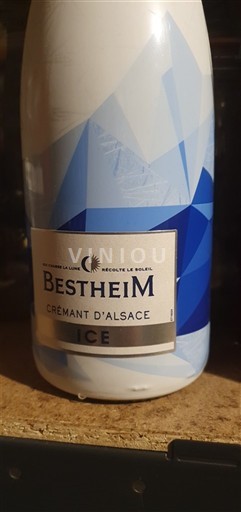 VINIOU
RÉCOLTE LE SOLEIL
BESTHEIM
CRÉMANT D'ALSACE
ICE